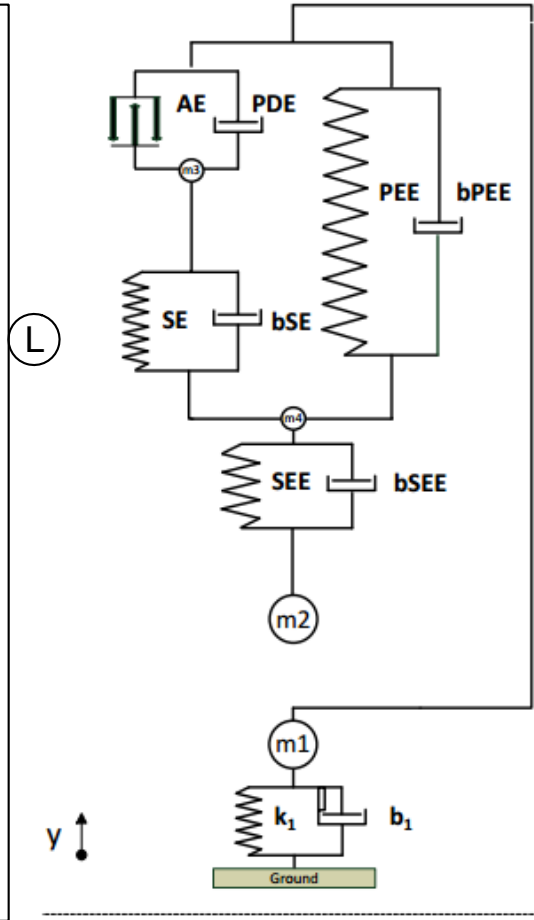 AE PDE
m3
PEE bPEE
SE bSE
L
m4
SEE bSEE
m2
m1
k₁ b₁
y
Ground